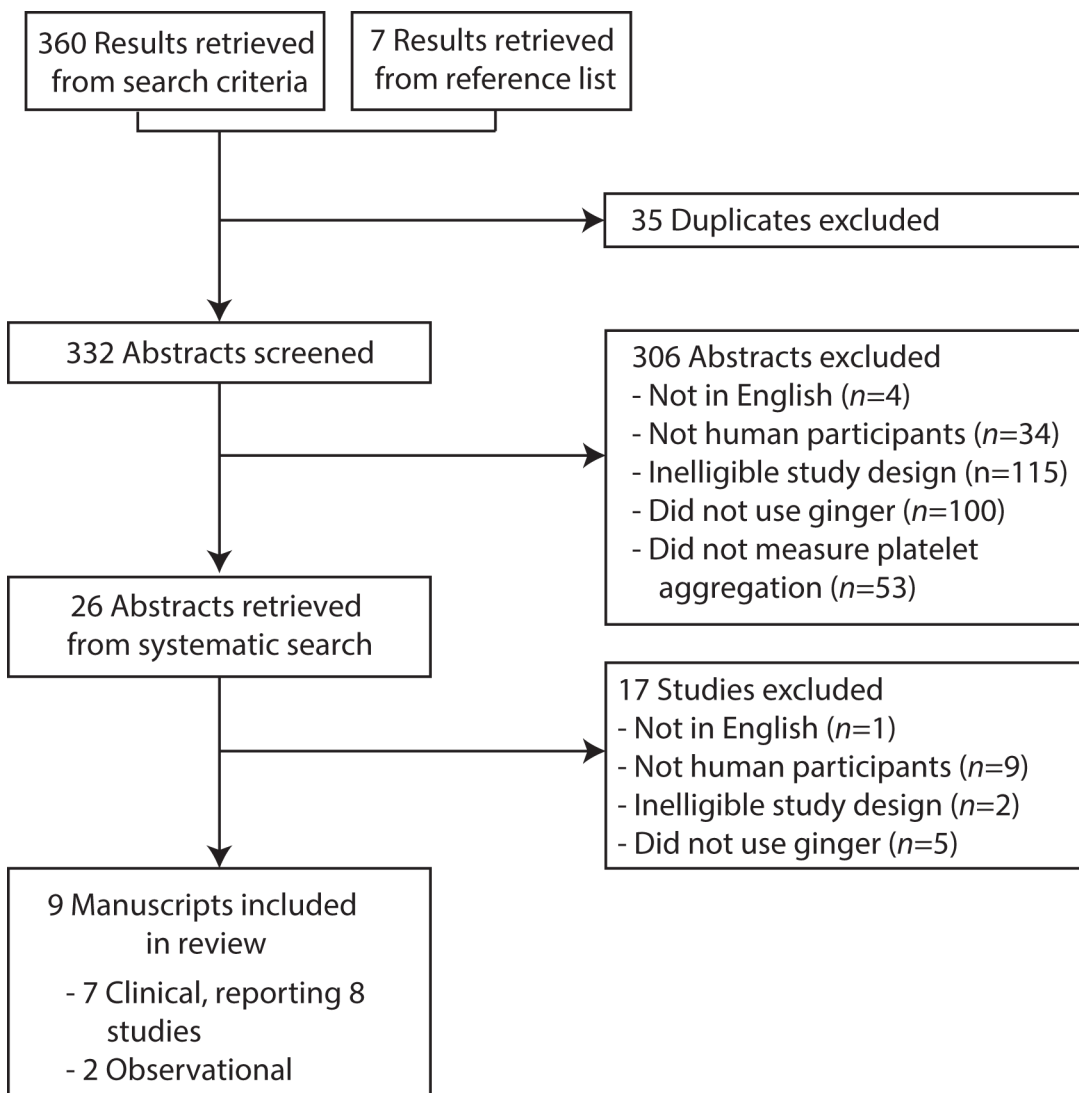 360 Results retrieved
from search criteria
7 Results retrieved
from reference list
35 Duplicates excluded
332 Abstracts screened
306 Abstracts excluded
- Not in English (n=4)
- Not human participants (n=34)
- Inelligible study design (n=115)
- Did not use ginger (n=100)
- Did not measure platelet
aggregation (n=53)
26 Abstracts retrieved
from systematic search
17 Studies excluded
- Not in English (n=1)
- Not human participants (n=9)
- Inelligible study design (n=2)
- Did not use ginger (n=5)
9 Manuscripts included
in review
- 7 Clinical, reporting 8
studies
- 2 Observational